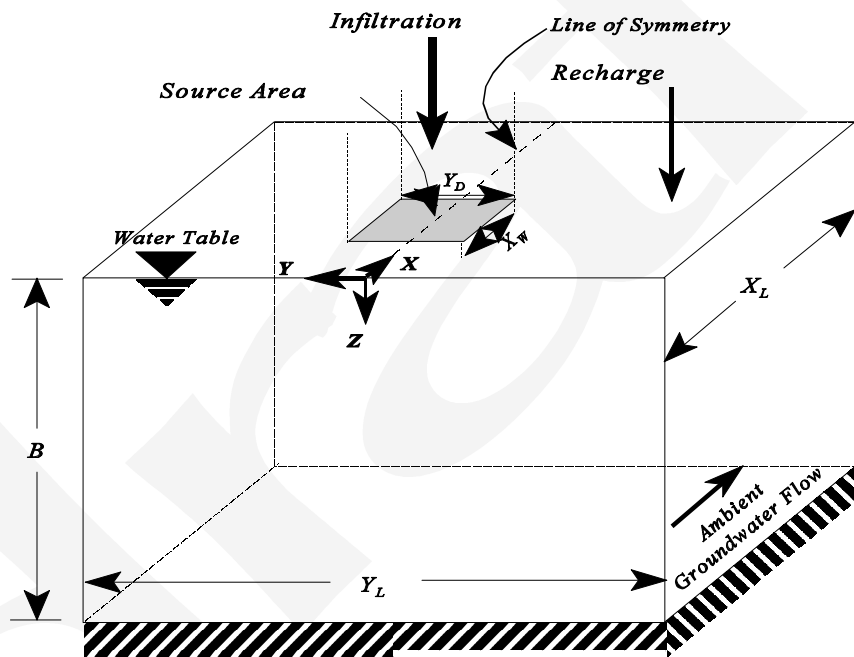 Infiltration
Line of Symmetry
Recharge
Source Area
Y_D
Water Table
X_W
Y
X
X_L
Z
B
Ambient
Groundwater Flow
Y_L